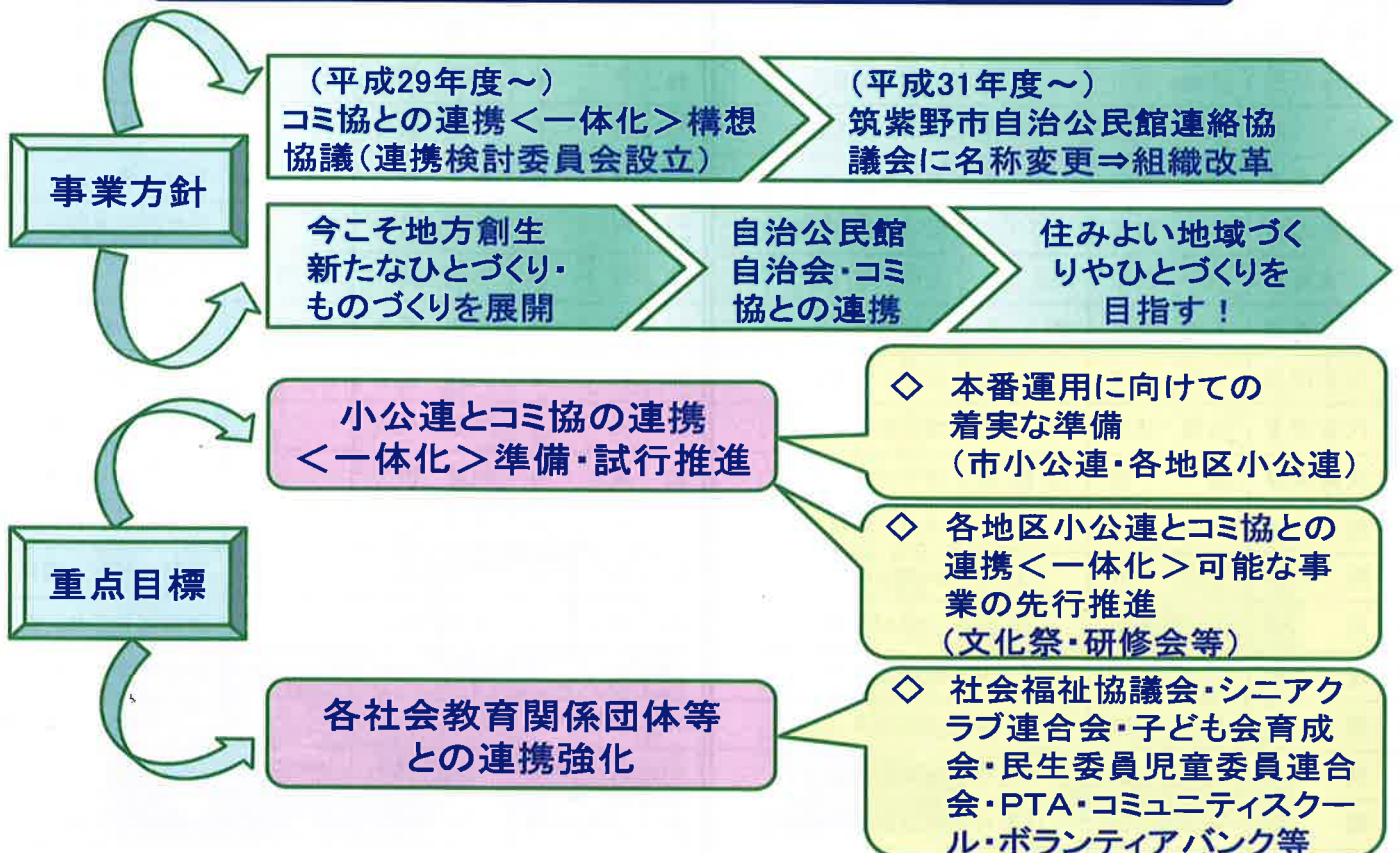 事業方針
（平成29年度～）
コミ協との連携＜一体化＞構想
協議（連携検討委員会設立）
（平成31年度～）
筑紫野市自治公民館連絡協
議会に名称変更⇒組織改革
今こそ地方創生
新たなひとづくり・
ものづくりを展開
自治公民館
自治会・コミ
協との連携
住みよい地域づく
りやひとづくりを
目指す！
重点目標
小公連とコミ協の連携
＜一体化＞準備・試行推進
◇ 本番運用に向けての
着実な準備
（市小公連・各地区小公連）
◇ 各地区小公連とコミ協との
連携＜一体化＞可能な事
業の先行推進
（文化祭・研修会等）
各社会教育関係団体等
との連携強化
◇ 社会福祉協議会・シニアク
ラブ連合会・子ども会育成
会・民生委員児童委員連合
会・PTA・コミュニティスクー
ル・ボランティアバンク等